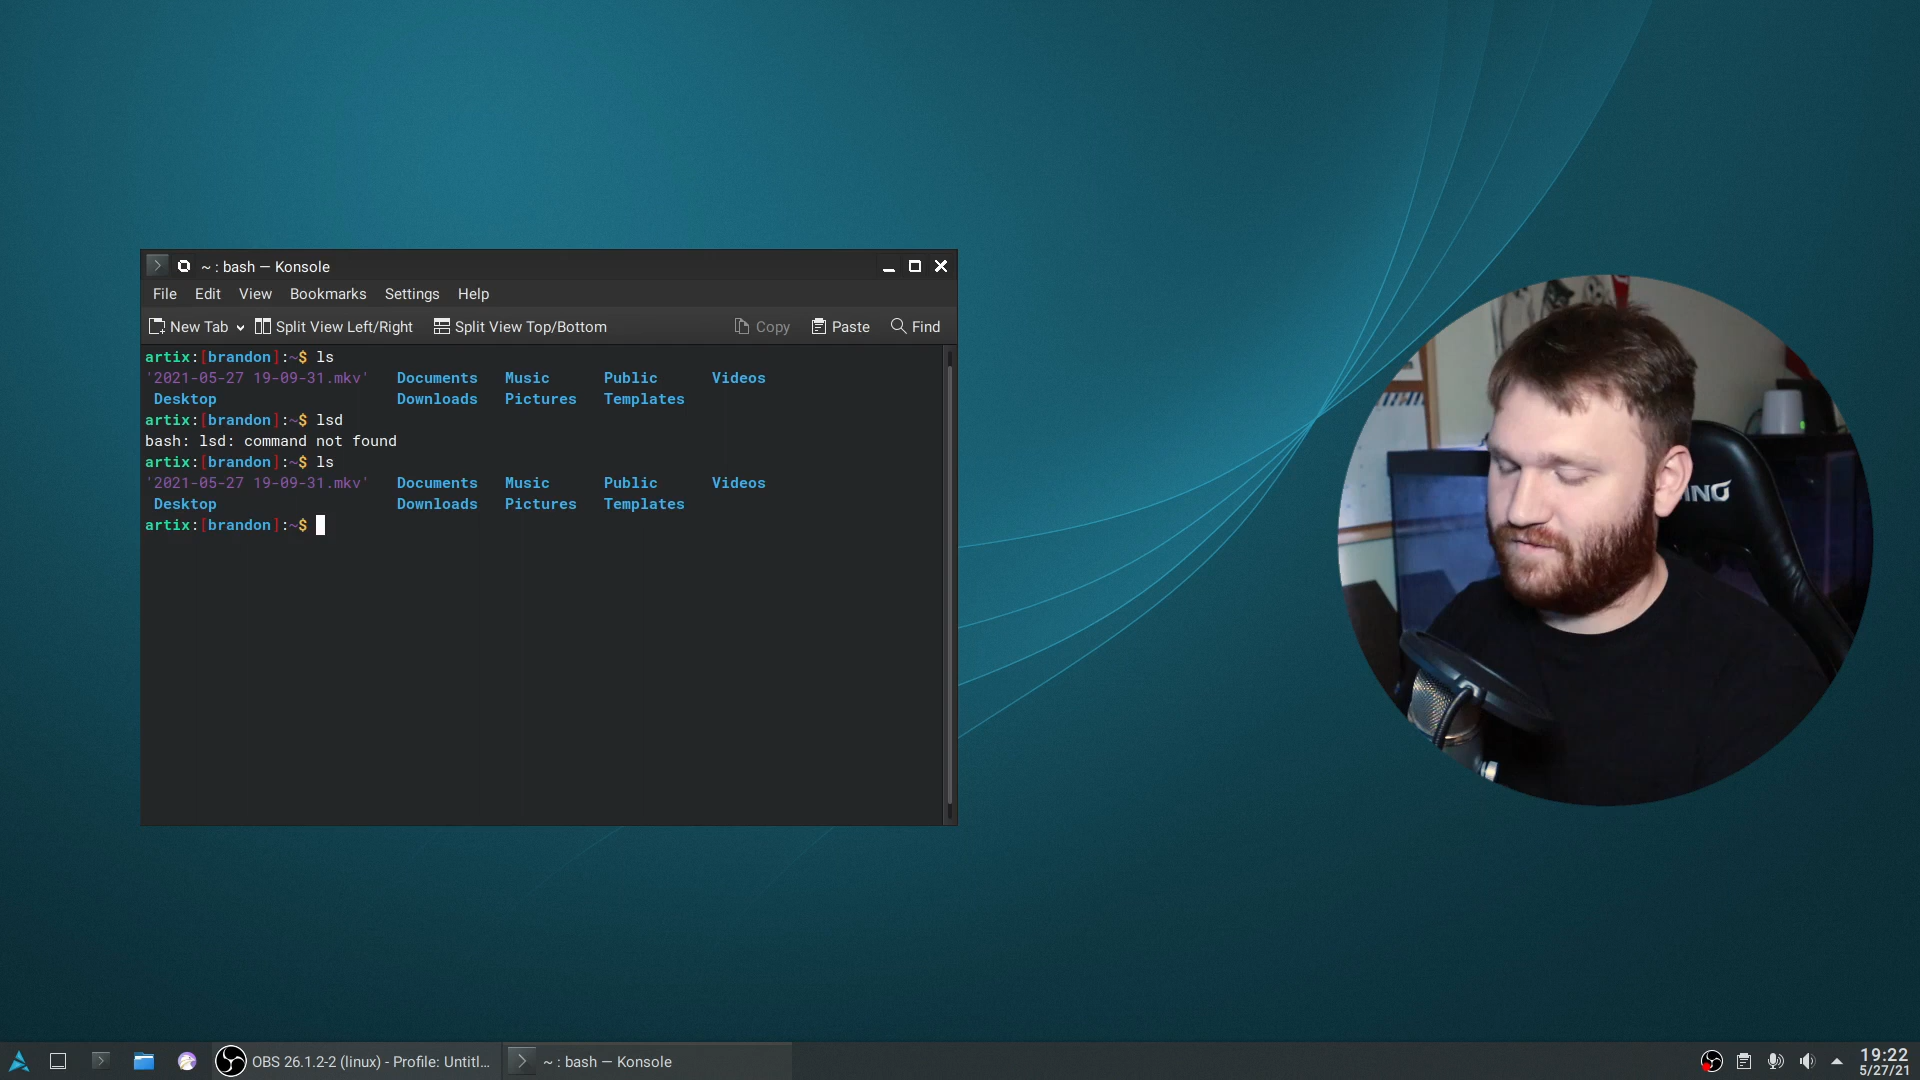 ~ : bash — Konsole
File Edit View Bookmarks Settings Help
New Tab Split View Left/Right Split View Top/Bottom Copy Paste Find
artix:[brandon]:~$ ls
'2021-05-27 19-09-31.mkv' Documents Music Public Videos
Desktop Downloads Pictures Templates
artix:[brandon]:~$ lsd
bash: lsd: command not found
artix:[brandon]:~$ ls
'2021-05-27 19-09-31.mkv' Documents Music Public Videos
Desktop Downloads Pictures Templates
artix:[brandon]:~$
OBS 26.1.2-2 (linux) - Profile: Untitl... ~ : bash — Konsole 19:22
5/27/21